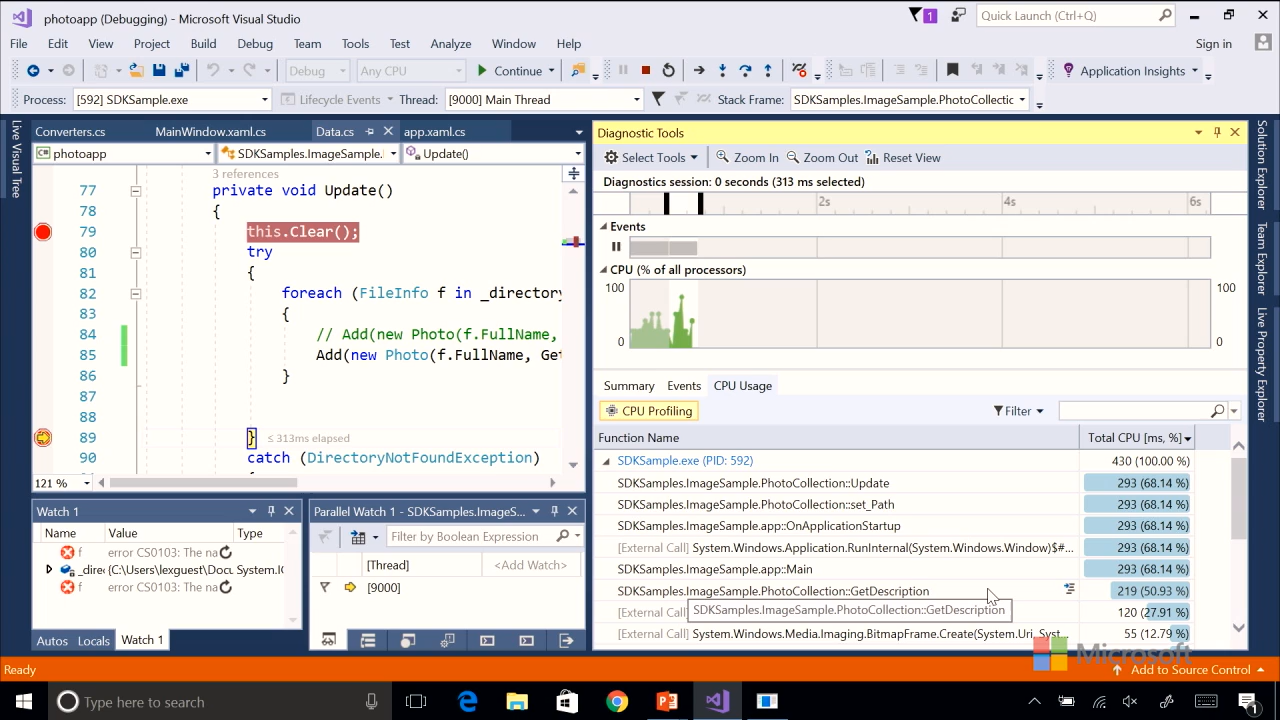 photoapp (Debugging) - Microsoft Visual Studio
1
Quick Launch (Ctrl+Q)
File Edit View Project Build Debug Team Tools Test Analyze Window Help
Sign in
Debug Any CPU Continue Application Insights
Process: [592] SDKSample.exe Lifecycle Events Thread: [9000] Main Thread Stack Frame: SDKSamples.ImageSample.PhotoCollectic
Live Visual Tree
Converters.cs MainWindow.xaml.cs Data.cs app.xaml.cs
photoapp SDKSamples.ImageSample. Update()
3 references
77 private void Update()
78 {
79 this.Clear();
80 try
81 {
82 foreach (FileInfo f in _directory
83 {
84 // Add(new Photo(f.FullName,
85 Add(new Photo(f.FullName, Get
86 }
87
88
89 } ≤ 313ms elapsed
90 catch (DirectoryNotFoundException)
121 %
Watch 1
Name Value Type
f error CS0103: The na
_dire (C:\Users\lexguest\Docu System.IO
f error CS0103: The na
Autos Locals Watch 1
Parallel Watch 1 - SDKSamples.ImageS...
Filter by Boolean Expression
[Thread] <Add Watch>
[9000]
Diagnostic Tools
Select Tools Zoom In Zoom Out Reset View
Diagnostics session: 0 seconds (313 ms selected)
2s 4s 6s
Events
CPU (% of all processors)
100 100
0 0
Summary Events CPU Usage
CPU Profiling Filter
Function Name Total CPU [ms, %]
SDKSample.exe (PID: 592) 430 (100.00 %)
SDKSamples.ImageSample.PhotoCollection::Update 293 (68.14 %)
SDKSamples.ImageSample.PhotoCollection::set_Path 293 (68.14 %)
SDKSamples.ImageSample.app::OnApplicationStartup 293 (68.14 %)
[External Call] System.Windows.Application.RunInternal(System.Windows.Window)$#... 293 (68.14 %)
SDKSamples.ImageSample.app::Main 293 (68.14 %)
SDKSamples.ImageSample.PhotoCollection::GetDescription 219 (50.93 %)
[External SDKSamples.ImageSample.PhotoCollection::GetDescription 120 (27.91 %)
[External Call] System.Windows.Media.Imaging.BitmapFrame.Create(System.Uri, Syst... 55 (12.79 %)
Solution Explorer
Team Explorer
Live Property Explorer
Microsoft
Ready Add to Source Control
Type here to search
1